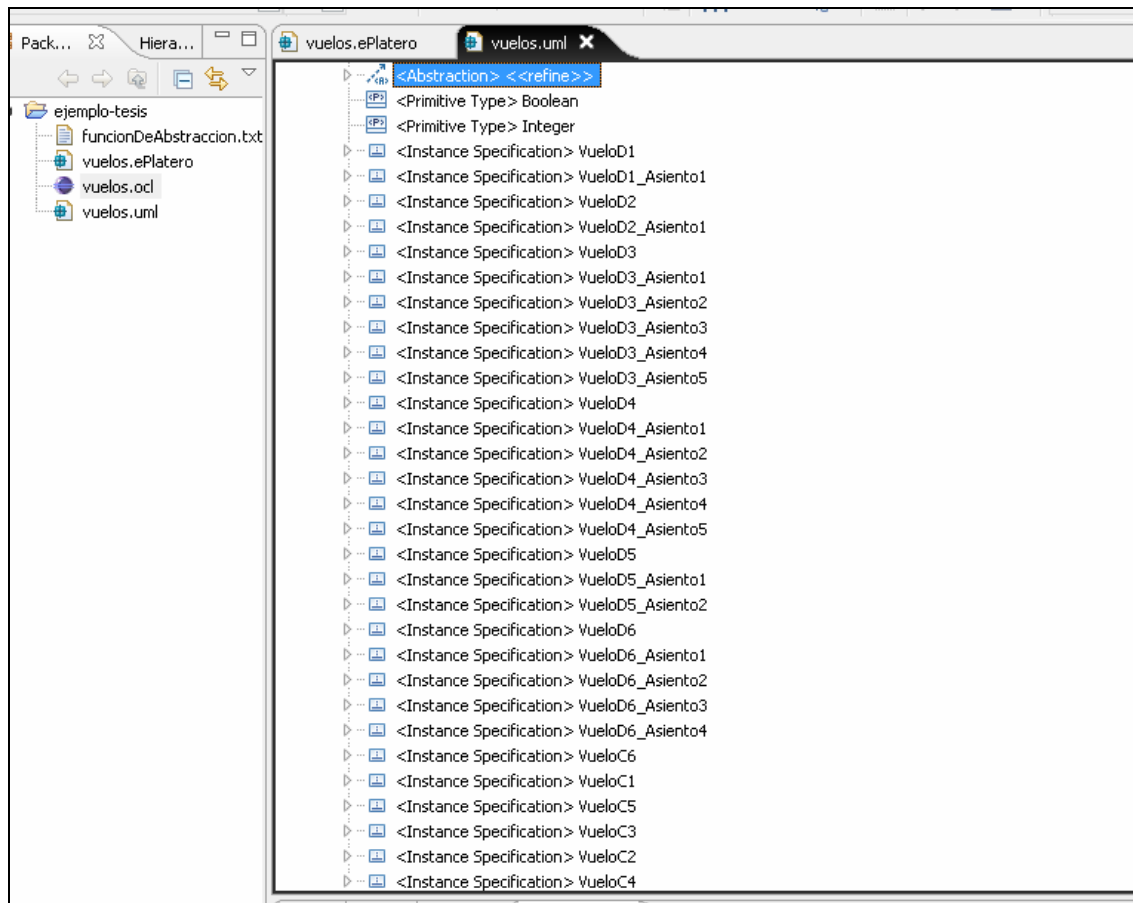 Pack...
Hiera...
ejemplo-tesis
funcionDeAbstraccion.txt
vuelos.ePlatero
vuelos.ocl
vuelos.uml
vuelos.ePlatero
vuelos.uml
<Abstraction> <<refine>>
<Primitive Type> Boolean
<Primitive Type> Integer
<Instance Specification> VueloD1
<Instance Specification> VueloD1_Asiento1
<Instance Specification> VueloD2
<Instance Specification> VueloD2_Asiento1
<Instance Specification> VueloD3
<Instance Specification> VueloD3_Asiento1
<Instance Specification> VueloD3_Asiento2
<Instance Specification> VueloD3_Asiento3
<Instance Specification> VueloD3_Asiento4
<Instance Specification> VueloD3_Asiento5
<Instance Specification> VueloD4
<Instance Specification> VueloD4_Asiento1
<Instance Specification> VueloD4_Asiento2
<Instance Specification> VueloD4_Asiento3
<Instance Specification> VueloD4_Asiento4
<Instance Specification> VueloD4_Asiento5
<Instance Specification> VueloD5
<Instance Specification> VueloD5_Asiento1
<Instance Specification> VueloD5_Asiento2
<Instance Specification> VueloD6
<Instance Specification> VueloD6_Asiento1
<Instance Specification> VueloD6_Asiento2
<Instance Specification> VueloD6_Asiento3
<Instance Specification> VueloD6_Asiento4
<Instance Specification> VueloC6
<Instance Specification> VueloC1
<Instance Specification> VueloC5
<Instance Specification> VueloC3
<Instance Specification> VueloC2
<Instance Specification> VueloC4